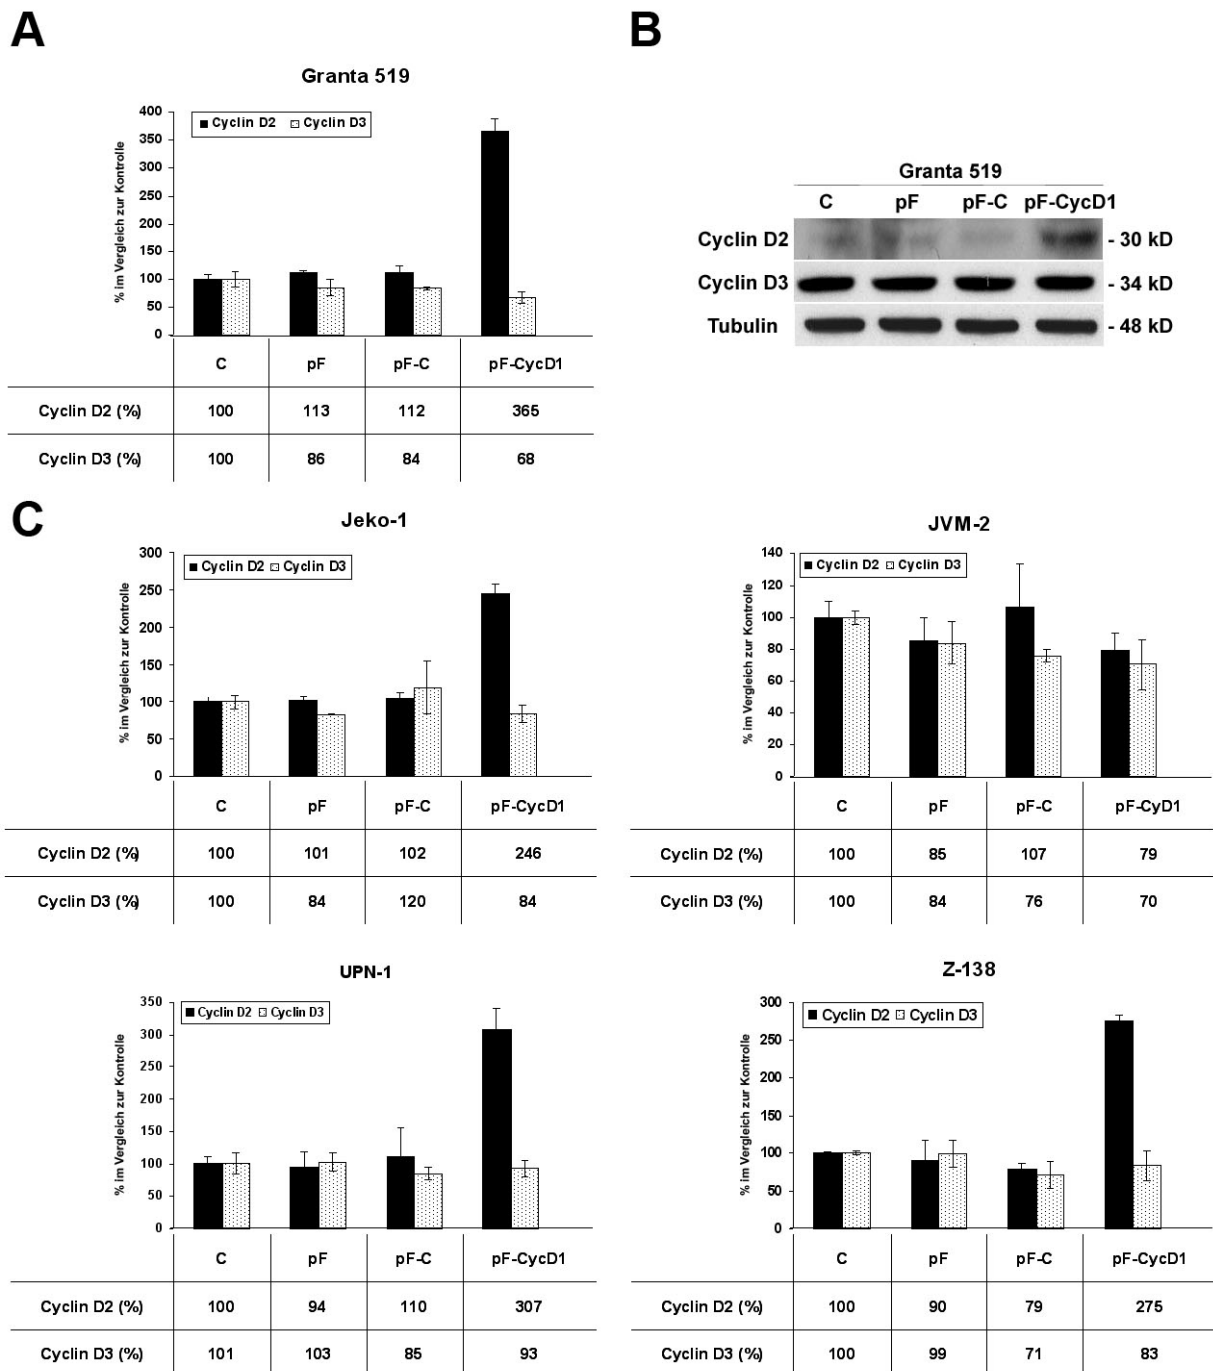 A
Granta 519
% im Vergleich zur Kontrolle
400
350
300
250
200
150
100
50
0
Cyclin D2 Cyclin D3
C pF pF-C pF-CycD1
Cyclin D2 (%) 100 113 112 365
Cyclin D3 (%) 100 86 84 68
B
Granta 519
C pF pF-C pF-CycD1
Cyclin D2 - 30 kD
Cyclin D3 - 34 kD
Tubulin - 48 kD
C
Jeko-1
% im Vergleich zur Kontrolle
300
250
200
150
100
50
0
Cyclin D2 Cyclin D3
C pF pF-C pF-CycD1
Cyclin D2 (%) 100 101 102 246
Cyclin D3 (%) 100 84 120 84
JVM-2
% im Vergleich zur Kontrolle
140
120
100
80
60
40
20
0
Cyclin D2 Cyclin D3
C pF pF-C pF-CyD1
Cyclin D2 (%) 100 85 107 79
Cyclin D3 (%) 100 84 76 70
UPN-1
% im Vergleich zur Kontrolle
350
300
250
200
150
100
50
0
Cyclin D2 Cyclin D3
C pF pF-C pF-CycD1
Cyclin D2 (%) 100 94 110 307
Cyclin D3 (%) 101 103 85 93
Z-138
% im Vergleich zur Kontrolle
300
250
200
150
100
50
0
Cyclin D2 Cyclin D3
C pF pF-C pF-CycD1
Cyclin D2 (%) 100 90 79 275
Cyclin D3 (%) 100 99 71 83